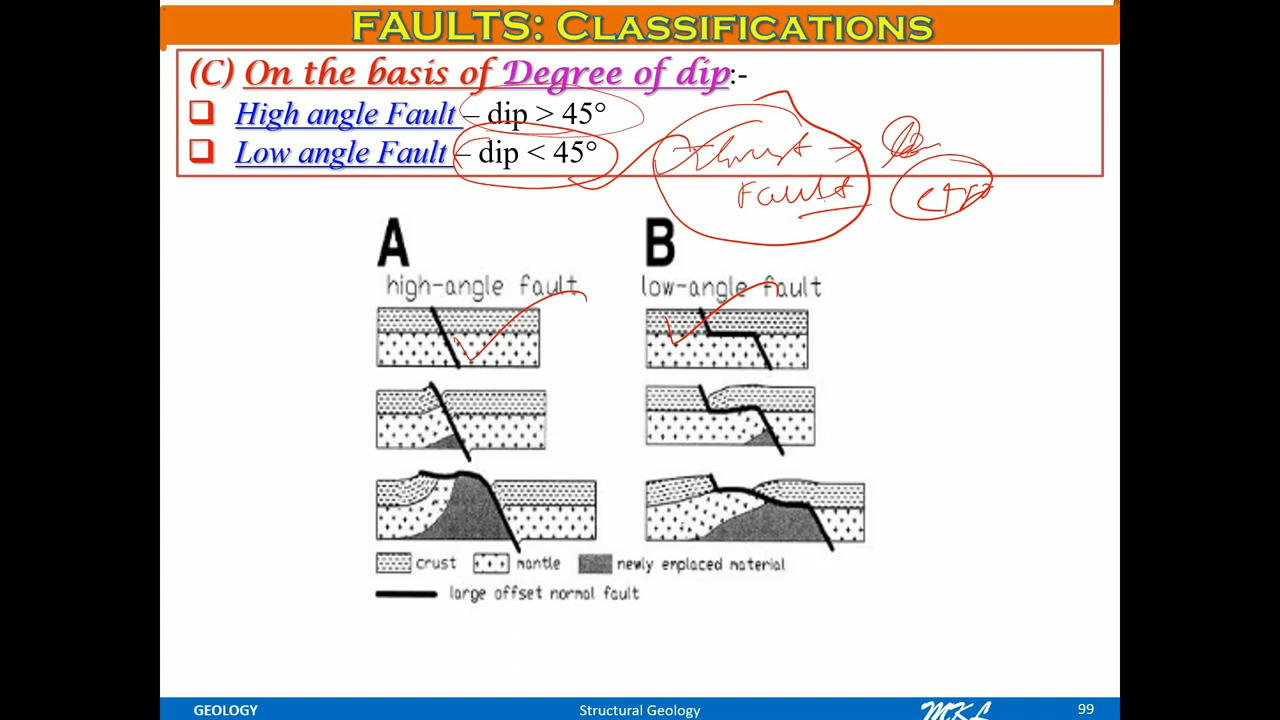 FAULTS: CLASSIFICATIONS
(C) On the basis of Degree of dip:-
❑ High angle Fault – dip > 45°
❑ Low angle Fault – dip < 45°
Thrust →
Fault
A
high-angle fault
B
low-angle fault
crust mantle newly emplaced material
large offset normal fault
GEOLOGY
Structural Geology
MKL
99